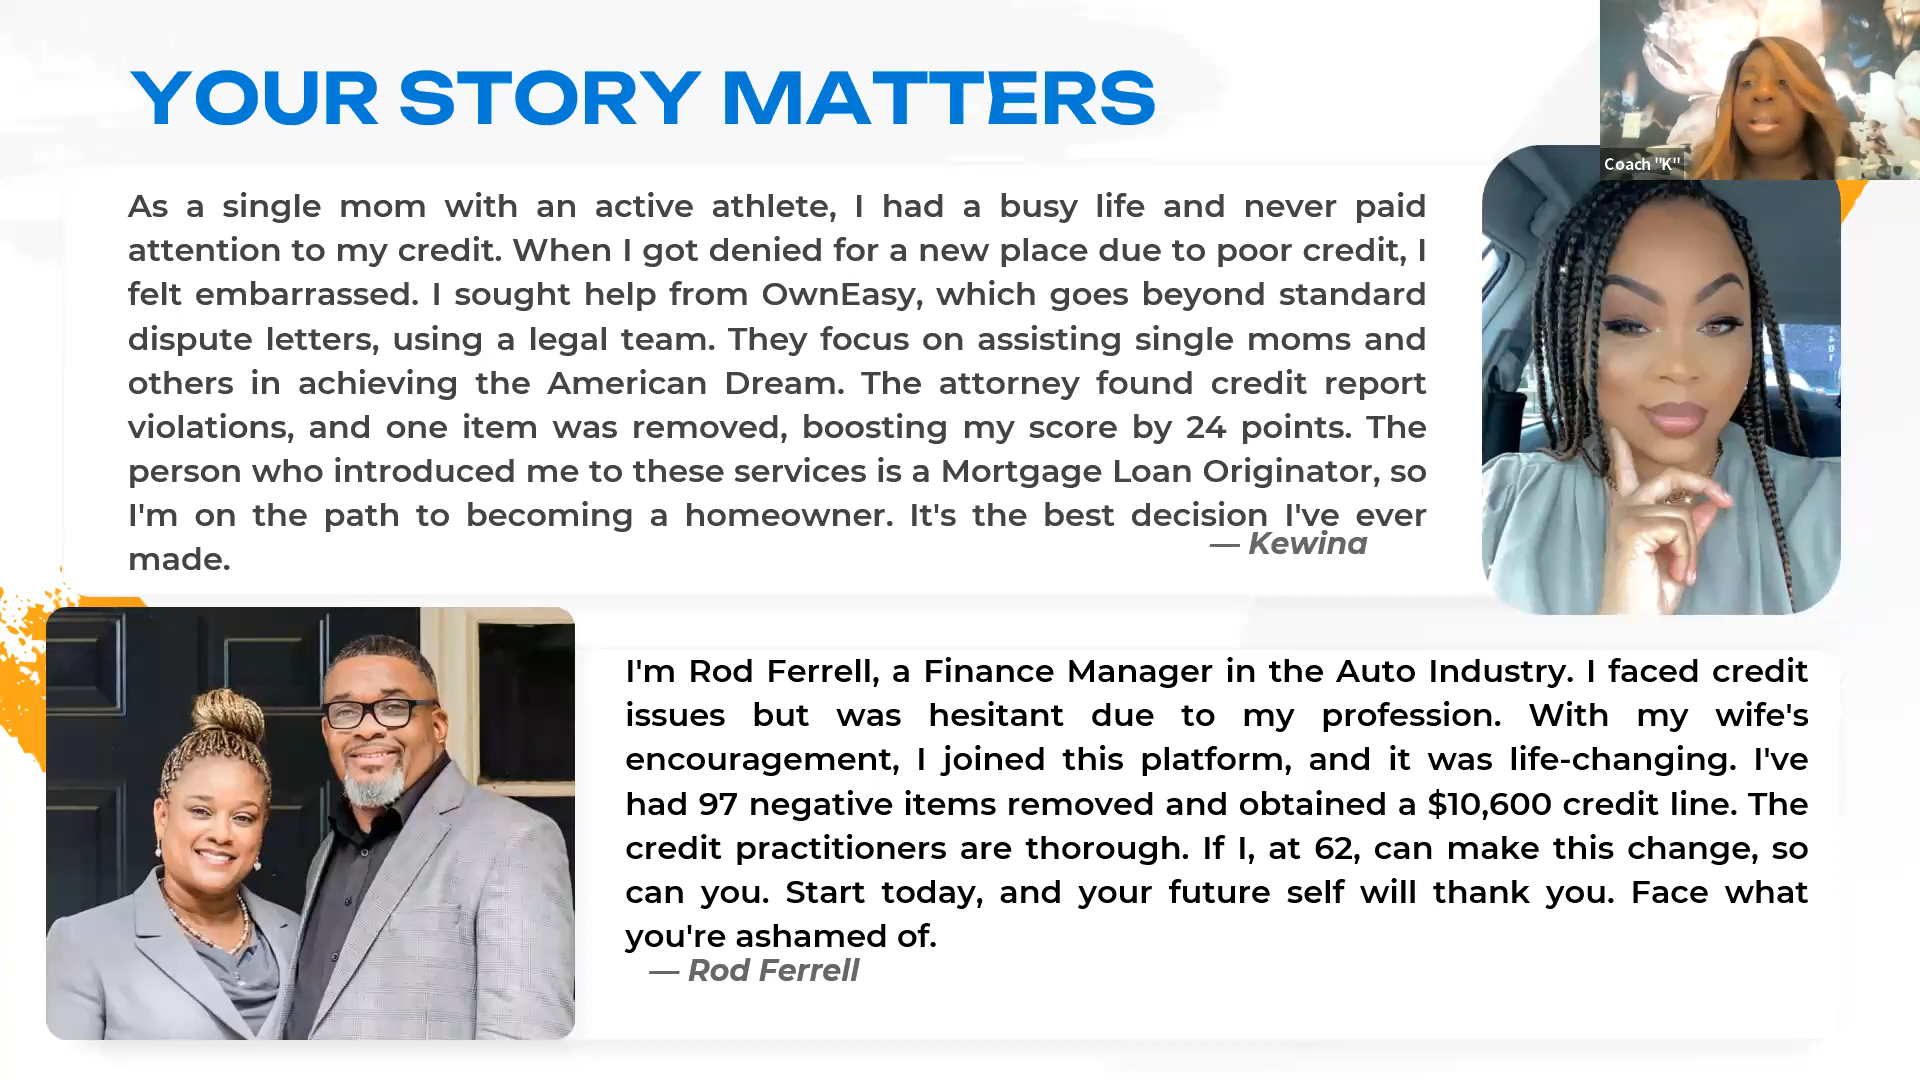 YOUR STORY MATTERS
Coach "K"
As a single mom with an active athlete, I had a busy life and never paid
attention to my credit. When I got denied for a new place due to poor credit, I
felt embarrassed. I sought help from OwnEasy, which goes beyond standard
dispute letters, using a legal team. They focus on assisting single moms and
others in achieving the American Dream. The attorney found credit report
violations, and one item was removed, boosting my score by 24 points. The
person who introduced me to these services is a Mortgage Loan Originator, so
I'm on the path to becoming a homeowner. It's the best decision I've ever
made.
— Kewina
I'm Rod Ferrell, a Finance Manager in the Auto Industry. I faced credit
issues but was hesitant due to my profession. With my wife's
encouragement, I joined this platform, and it was life-changing. I've
had 97 negative items removed and obtained a $10,600 credit line. The
credit practitioners are thorough. If I, at 62, can make this change, so
can you. Start today, and your future self will thank you. Face what
you're ashamed of.
— Rod Ferrell